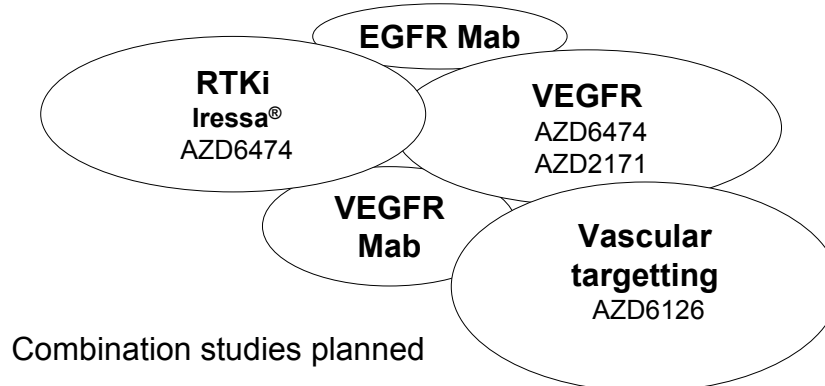 EGFR Mab
RTKi
Iressa®
AZD6474
VEGFR
AZD6474
AZD2171
VEGFR
Mab
Vascular
targetting
AZD6126
Combination studies planned